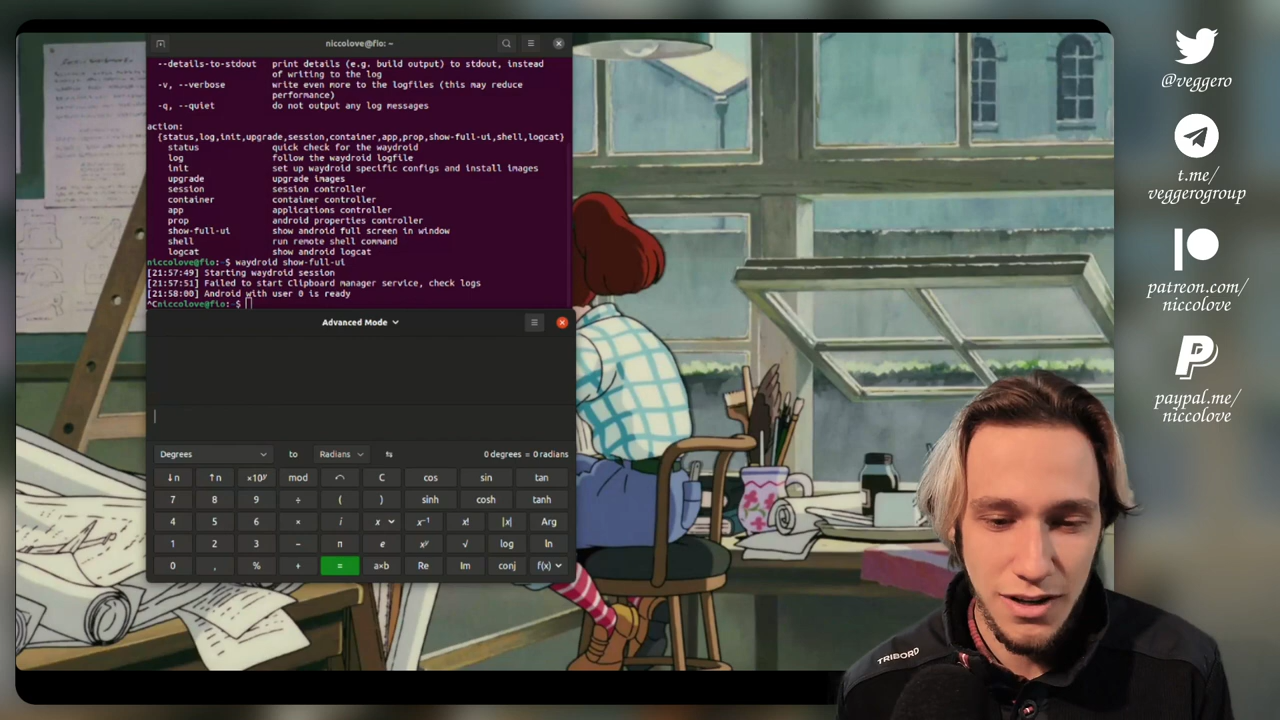 niccolove@fio: ~
--details-to-stdout print details (e.g. build output) to stdout, instead
of writing to the log
-v, --verbose write even more to the logfiles (this may reduce
performance)
-q, --quiet do not output any log messages
action:
{status,log,init,upgrade,session,container,app,prop,show-full-ui,shell,logcat}
status quick check for the waydroid
log follow the waydroid logfile
init set up waydroid specific configs and install images
upgrade upgrade images
session session controller
container container controller
app applications controller
prop android properties controller
show-full-ui show android full screen in window
shell run remote shell command
logcat show android logcat
niccolove@fio:~$ waydroid show-full-ui
[21:57:49] Starting waydroid session
[21:57:51] Failed to start Clipboard manager service, check logs
[21:58:00] Android with user 0 is ready
^Cniccolove@fio:~$
Advanced Mode
Degrees to Radians 0 degrees = 0 radians
↓n ↑n ×10ʸ mod C cos sin tan
7 8 9 ÷ ( ) sinh cosh tanh
4 5 6 × i x x⁻¹ x! |x| Arg
1 2 3 − π e xʸ √ log ln
0 , % + = a×b Re Im conj f(x)
@veggero
t.me/
veggerogroup
patreon.com/
niccolove
paypal.me/
niccolove
TRIBORD